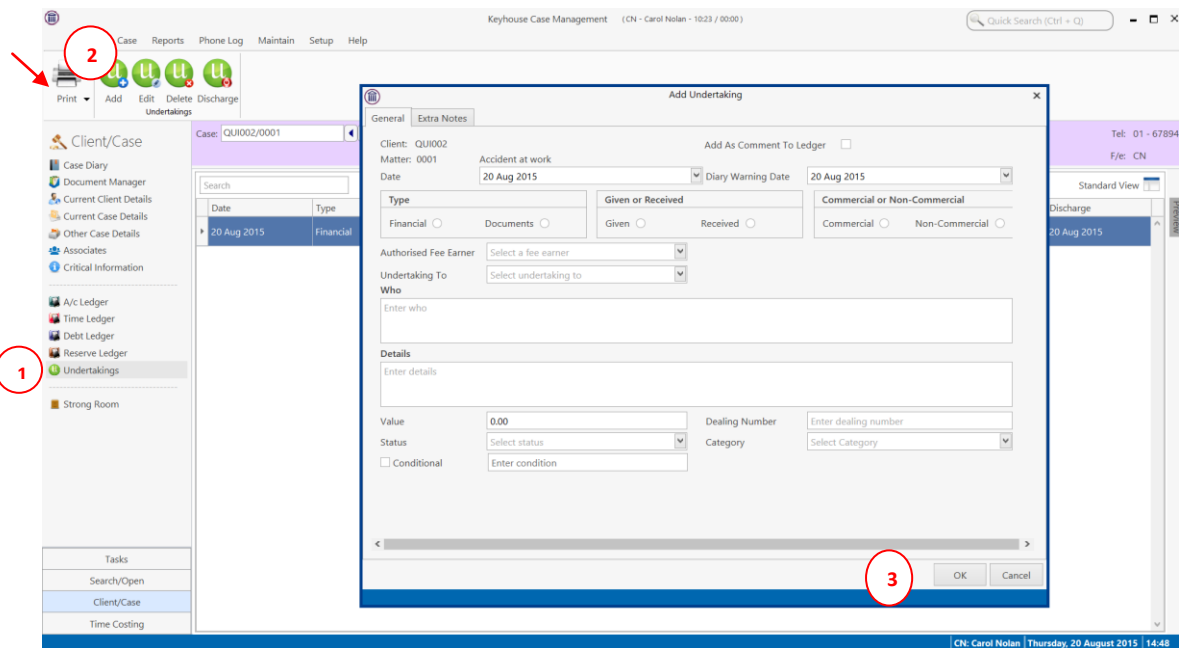 Keyhouse Case Management (CN - Carol Nolan - 10:23 / 00:00)
Quick Search (Ctrl + Q)
Case Reports Phone Log Maintain Setup Help
2
Print Add Edit Delete Discharge
Undertakings
Client/Case
Case Diary
Document Manager
Current Client Details
Current Case Details
Other Case Details
Associates
Critical Information
A/c Ledger
Time Ledger
Debt Ledger
Reserve Ledger
1
Undertakings
Strong Room
Tasks
Search/Open
Client/Case
Time Costing
Case: QUI002/0001
Tel: 01 - 67894
F/e: CN
Search
Standard View
Preview
Date Type Discharge
20 Aug 2015 Financial 20 Aug 2015
Add Undertaking
General Extra Notes
Client: QUI002 Add As Comment To Ledger
Matter: 0001 Accident at work
Date 20 Aug 2015 Diary Warning Date 20 Aug 2015
Type Given or Received Commercial or Non-Commercial
Financial Documents Given Received Commercial Non-Commercial
Authorised Fee Earner Select a fee earner
Undertaking To Select undertaking to
Who
Enter who
Details
Enter details
Value 0.00 Dealing Number Enter dealing number
Status Select status Category Select Category
Conditional Enter condition
3
OK Cancel
CN: Carol Nolan Thursday, 20 August 2015 14:48